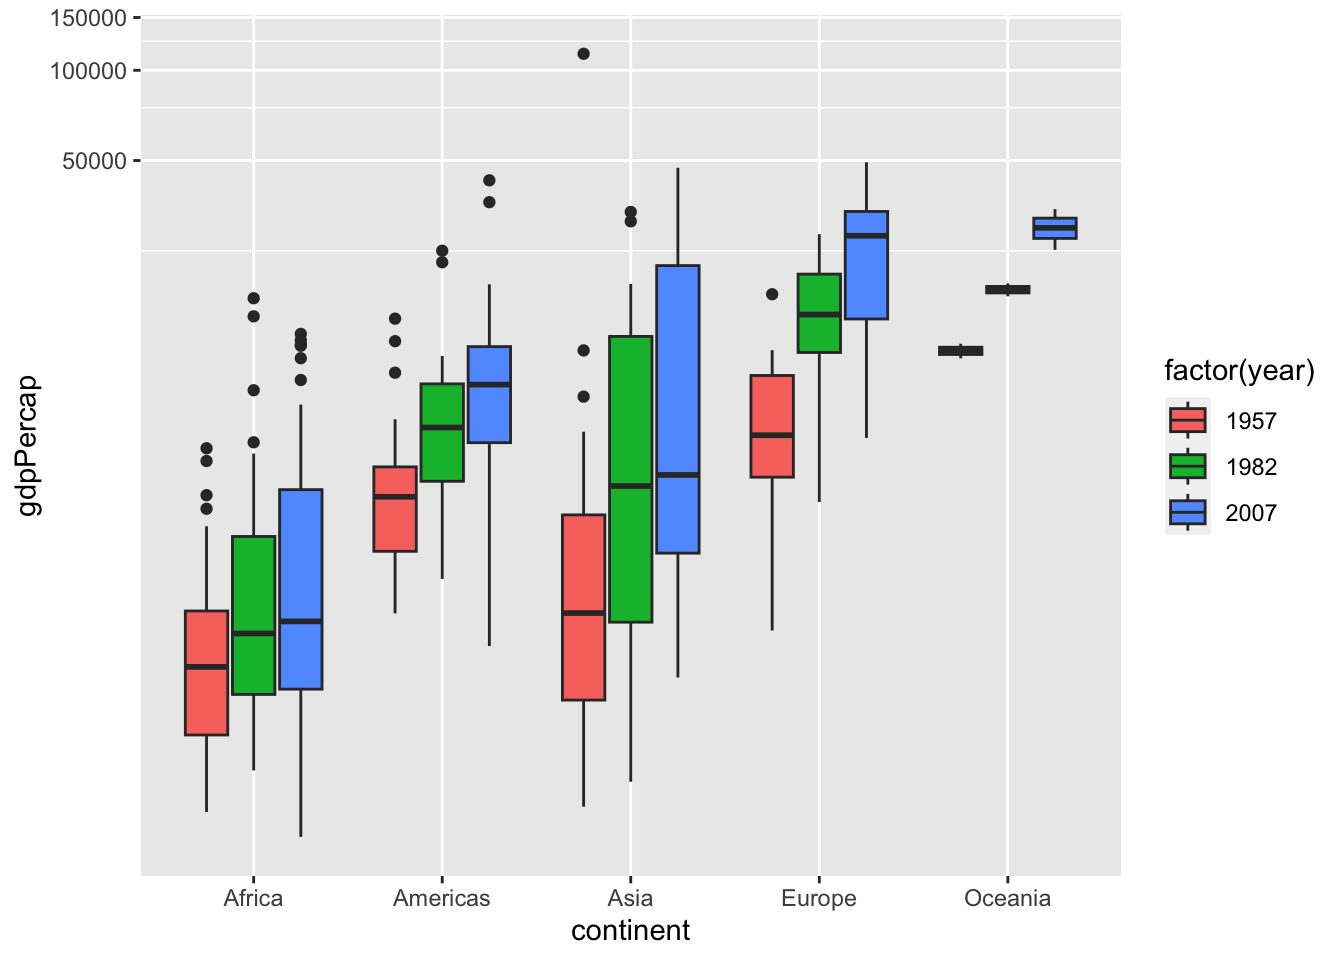 150000
100000
50000
gdpPercap
Africa
Americas
Asia
Europe
Oceania
continent
factor(year)
1957
1982
2007